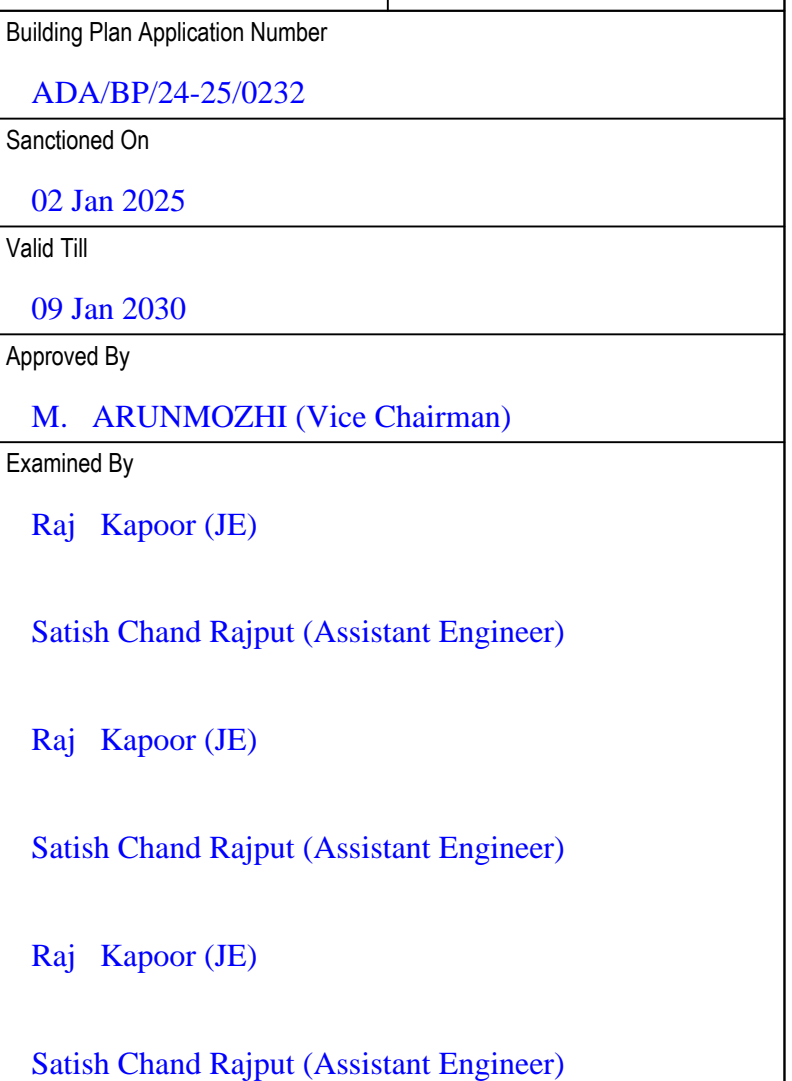 Building Plan Application Number
ADA/BP/24-25/0232
Sanctioned On
02 Jan 2025
Valid Till
09 Jan 2030
Approved By
M. ARUNMOZHI (Vice Chairman)
Examined By
Raj Kapoor (JE)
Satish Chand Rajput (Assistant Engineer)
Raj Kapoor (JE)
Satish Chand Rajput (Assistant Engineer)
Raj Kapoor (JE)
Satish Chand Rajput (Assistant Engineer)